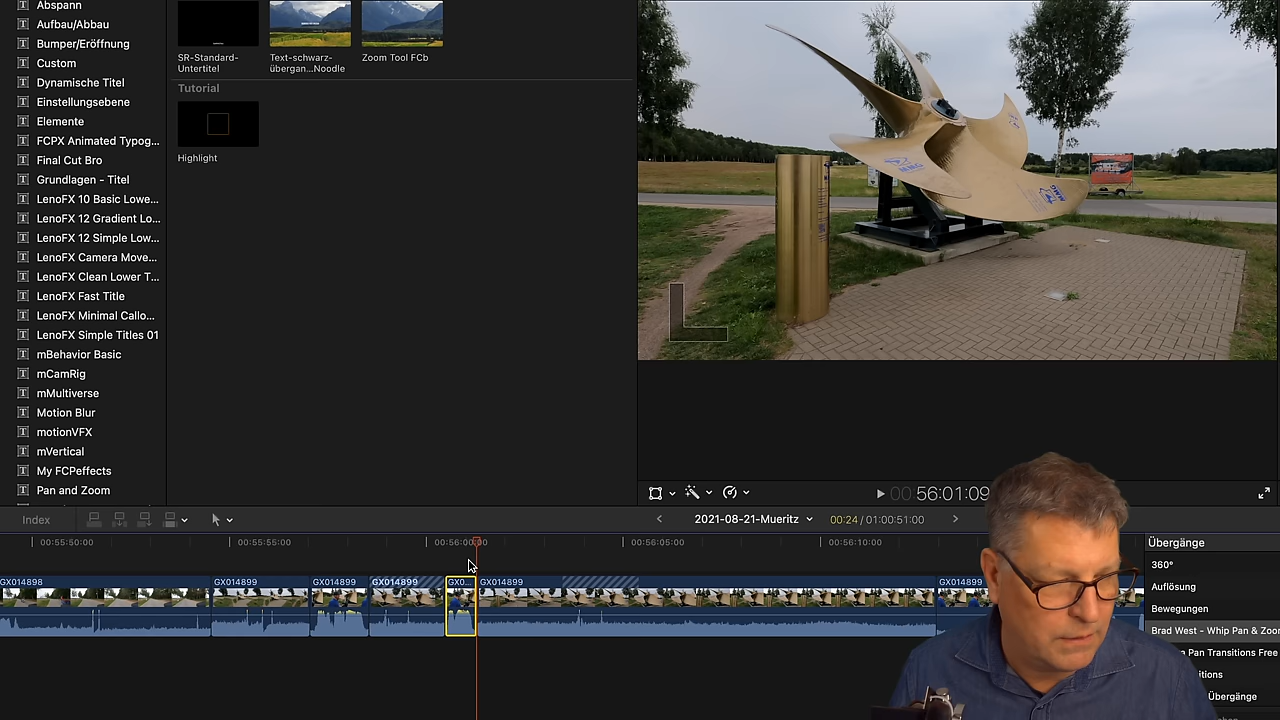 Abspann
Aufbau/Abbau
Bumper/Eröffnung
Custom
Dynamische Titel
Einstellungsebene
Elemente
FCPX Animated Typog...
Final Cut Bro
Grundlagen - Titel
LenoFX 10 Basic Lowe...
LenoFX 12 Gradient Lo...
LenoFX 12 Simple Low...
LenoFX Camera Move...
LenoFX Clean Lower T...
LenoFX Fast Title
LenoFX Minimal Callo...
LenoFX Simple Titles 01
mBehavior Basic
mCamRig
mMultiverse
Motion Blur
motionVFX
mVertical
My FCPeffects
Pan and Zoom
SR-Standard-
Untertitel
Text-schwarz-
übergan...Noodle
Zoom Tool FCb
Tutorial
Highlight
MMG
MMG
00 56:01:09
Index
2021-08-21-Mueritz
00:24 / 01:00:51:00
00:55:50:00
00:55:55:00
00:56:00:00
00:56:05:00
00:56:10:00
GX014898
GX014899
GX014899
GX014899
GX0...
GX014899
GX014899
Übergänge
360°
Auflösung
Bewegungen
Brad West - Whip Pan & Zoo
Pan Transitions Free
Übergänge